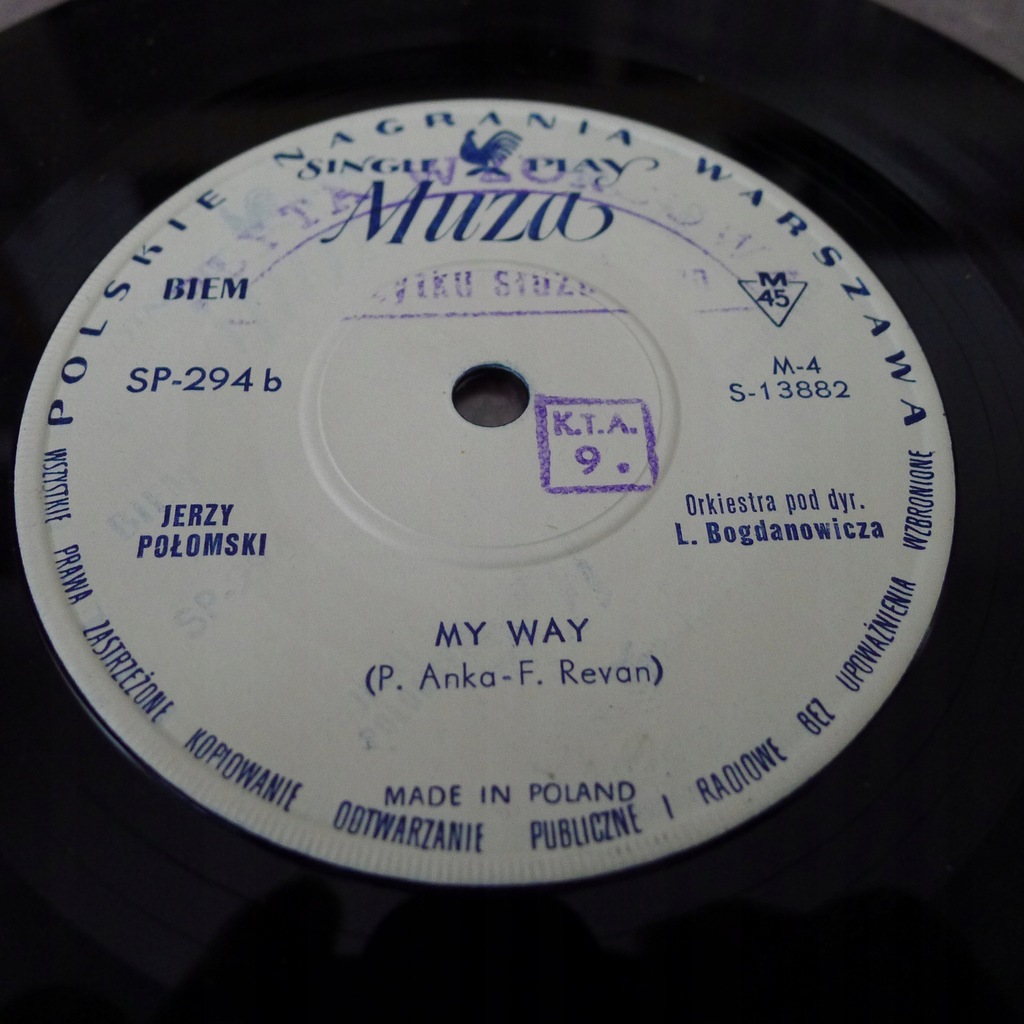 POLSKIE NAGRANIA WARSZAWA
SINGLE PLAY
Muza
BIEM
M
45
SP-294 b
M-4
S-13882
K.T.A.
9.
JERZY
POŁOMSKI
Orkiestra pod dyr.
L. Bogdanowicza
MY WAY
(P. Anka-F. Revan)
MADE IN POLAND
WSZYSTKIE PRAWA ZASTRZEŻONE KOPIOWANIE ODTWARZANIE PUBLICZNE I RADIOWE BEZ UPOWAŻNIENIA WZBRONIONE